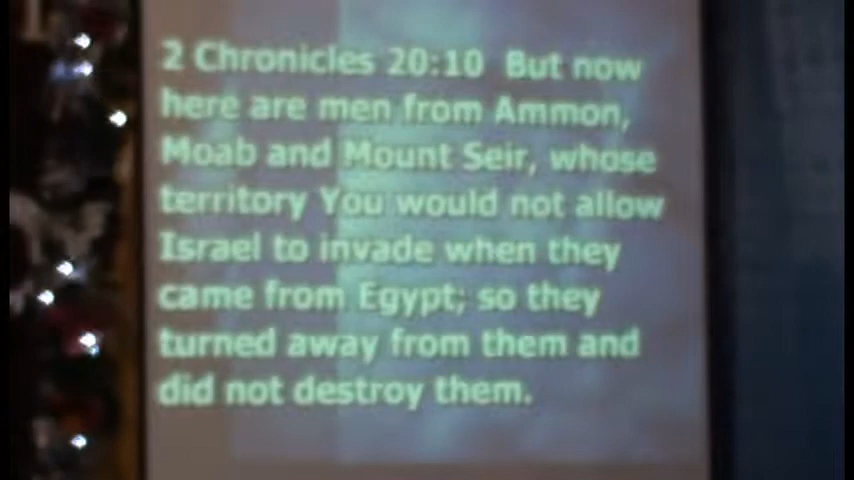 2 Chronicles 20:10 But now
here are men from Ammon,
Moab and Mount Seir, whose
territory You would not allow
Israel to invade when they
came from Egypt; so they
turned away from them and
did not destroy them.